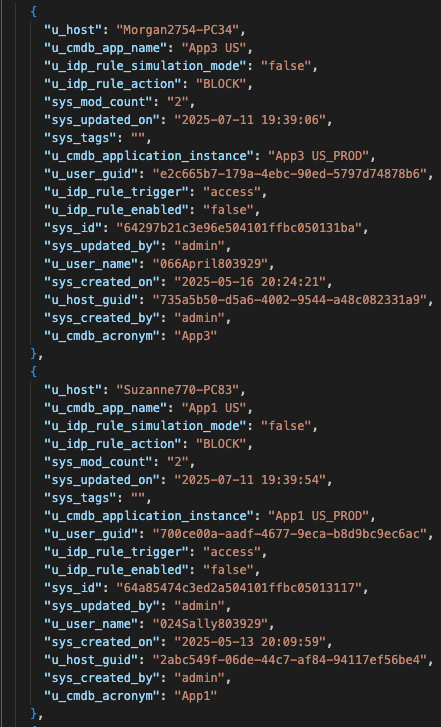 {
"u_host": "Morgan2754-PC34",
"u_cmdb_app_name": "App3 US",
"u_idp_rule_simulation_mode": "false",
"u_idp_rule_action": "BLOCK",
"sys_mod_count": "2",
"sys_updated_on": "2025-07-11 19:39:06",
"sys_tags": "",
"u_cmdb_application_instance": "App3 US_PROD",
"u_user_guid": "e2c665b7-179a-4ebc-90ed-5797d74878b6",
"u_idp_rule_trigger": "access",
"u_idp_rule_enabled": "false",
"sys_id": "64297b21c3e96e504101ffbc050131ba",
"sys_updated_by": "admin",
"u_user_name": "066April803929",
"sys_created_on": "2025-05-16 20:24:21",
"u_host_guid": "735a5b50-d5a6-4002-9544-a48c082331a9",
"sys_created_by": "admin",
"u_cmdb_acronym": "App3"
},
{
"u_host": "Suzanne770-PC83",
"u_cmdb_app_name": "App1 US",
"u_idp_rule_simulation_mode": "false",
"u_idp_rule_action": "BLOCK",
"sys_mod_count": "2",
"sys_updated_on": "2025-07-11 19:39:54",
"sys_tags": "",
"u_cmdb_application_instance": "App1 US_PROD",
"u_user_guid": "700ce00a-aadf-4677-9eca-b8d9bc9ec6ac",
"u_idp_rule_trigger": "access",
"u_idp_rule_enabled": "false",
"sys_id": "64a85474c3ed2a504101ffbc05013117",
"sys_updated_by": "admin",
"u_user_name": "024Sally803929",
"sys_created_on": "2025-05-13 20:09:59",
"u_host_guid": "2abc549f-06de-44c7-af84-94117ef56be4",
"sys_created_by": "admin",
"u_cmdb_acronym": "App1"
},